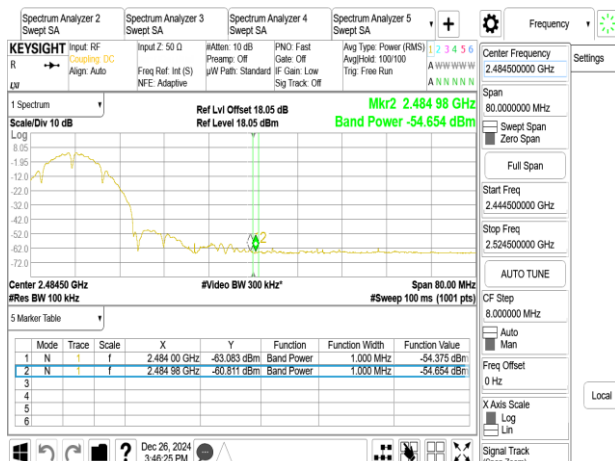 Spectrum Analyzer 2
Swept SA
Spectrum Analyzer 3
Swept SA
Spectrum Analyzer 4
Swept SA
Spectrum Analyzer 5
Swept SA
Frequency
KEYSIGHT
R
LXI
Input: RF
Coupling: DC
Align: Auto
Input Z: 50 Ω
Freq Ref: Int (S)
NFE: Adaptive
#Atten: 10 dB
Preamp: Off
µW Path: Standard
PNO: Fast
Gate: Off
IF Gain: Low
Sig Track: Off
Avg Type: Power (RMS)
Avg|Hold: 100/100
Trig: Free Run
1 2 3 4 5 6
A W W W W W
A N N N N N
1 Spectrum
Scale/Div 10 dB
Ref Lvl Offset 18.05 dB
Ref Level 18.05 dBm
Mkr2 2.484 98 GHz
Band Power -54.654 dBm
Log
8.05
-1.95
-12.0
-22.0
-32.0
-42.0
-52.0
-62.0
-72.0
2
Center 2.48450 GHz
#Res BW 100 kHz
#Video BW 300 kHz*
Span 80.00 MHz
#Sweep 100 ms (1001 pts)
5 Marker Table
Mode Trace Scale X Y Function Function Width Function Value
1 N 1 f 2.484 00 GHz -63.083 dBm Band Power 1.000 MHz -54.375 dBm
2 N 1 f 2.484 98 GHz -60.811 dBm Band Power 1.000 MHz -54.654 dBm
3
4
5
6
Dec 26, 2024
3:46:25 PM
Center Frequency
2.484500000 GHz
Span
80.0000000 MHz
Swept Span
Zero Span
Full Span
Start Freq
2.444500000 GHz
Stop Freq
2.524500000 GHz
AUTO TUNE
CF Step
8.000000 MHz
Auto
Man
Freq Offset
0 Hz
X Axis Scale
Log
Lin
Signal Track
Settings
Local